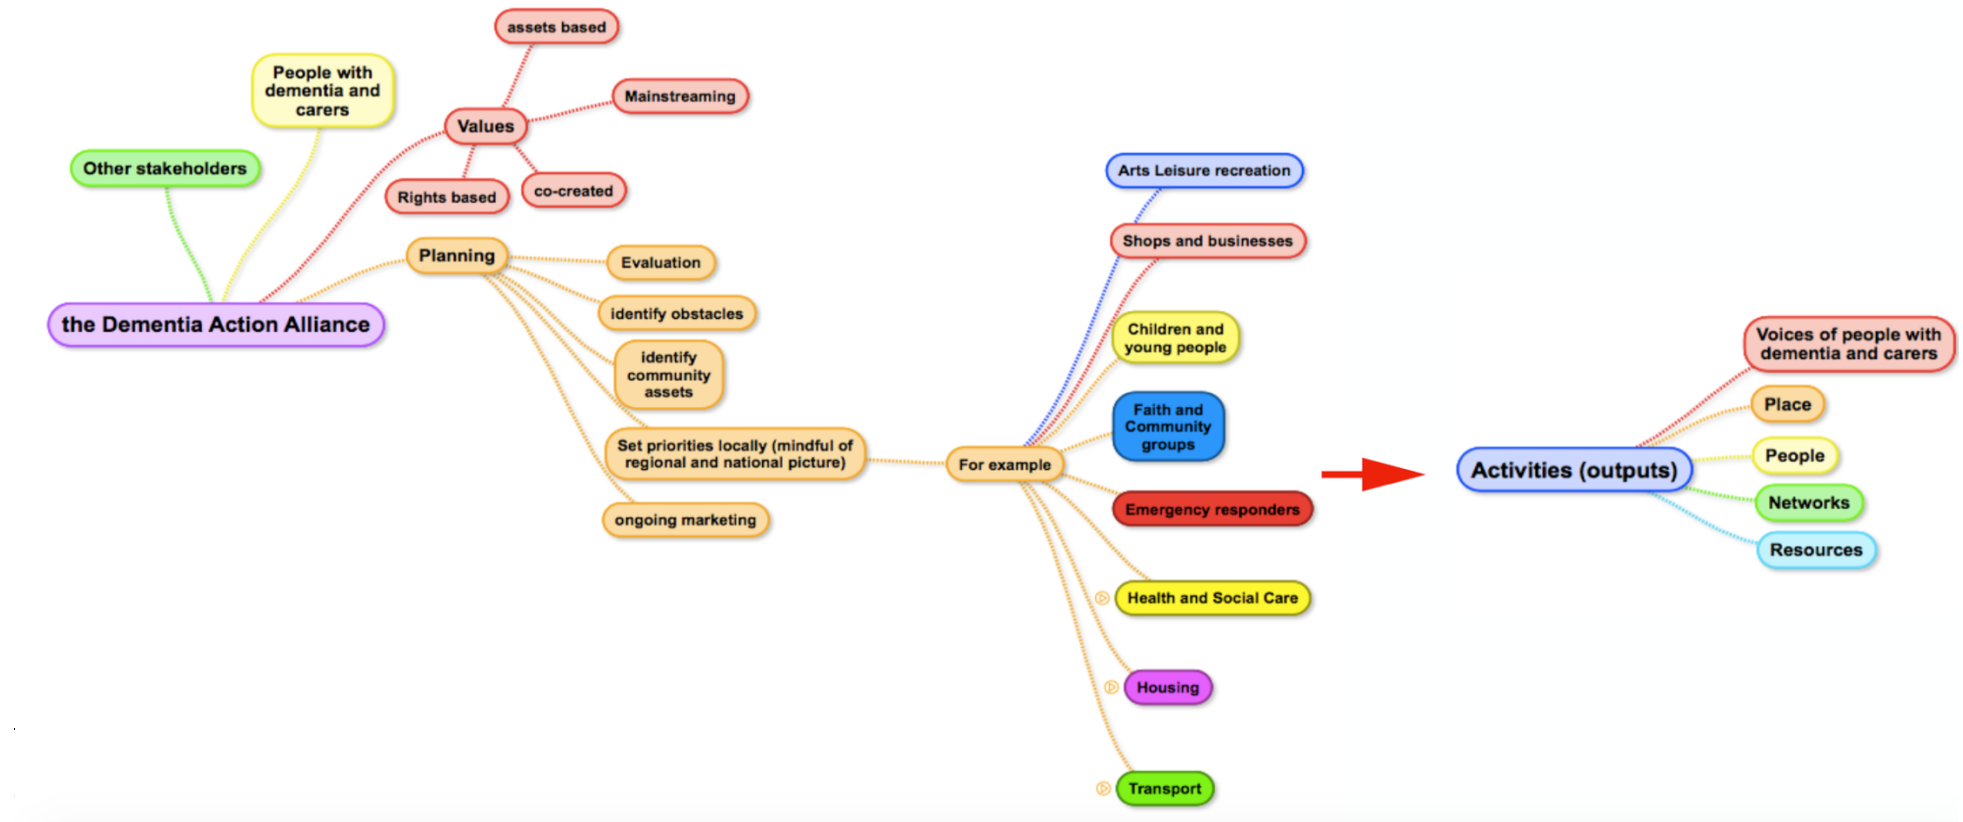 assets based
People with
dementia and
carers
Mainstreaming
Values
Other stakeholders
Rights based
co-created
Planning
Evaluation
the Dementia Action Alliance
identify obstacles
identify
community
assets
Set priorities locally (mindful of
regional and national picture)
ongoing marketing
For example
Arts Leisure recreation
Shops and businesses
Children and
young people
Faith and
Community
groups
Emergency responders
Health and Social Care
Housing
Transport
Activities (outputs)
Voices of people with
dementia and carers
Place
People
Networks
Resources